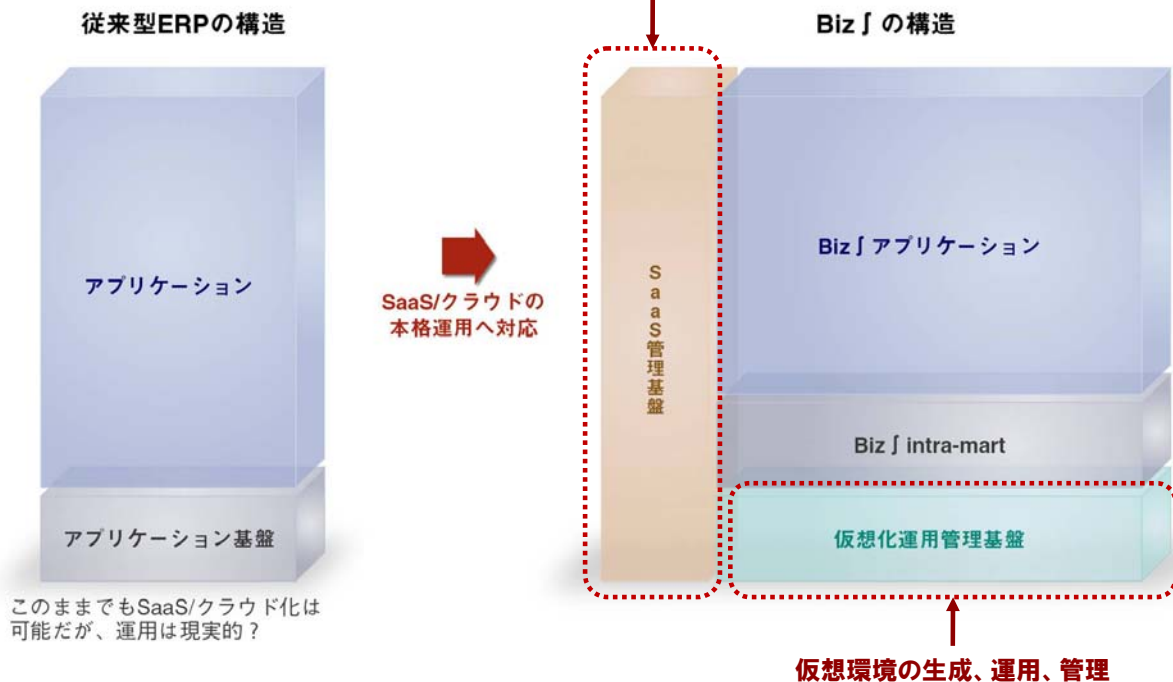 従来型ERPの構造
アプリケーション
アプリケーション基盤
このままでもSaaS/クラウド化は
可能だが、運用は現実的？
SaaS/クラウドの
本格運用へ対応
Biz∫の構造
SaaS管理基盤
Biz∫アプリケーション
Biz∫intra-mart
仮想化運用管理基盤
仮想環境の生成、運用、管理